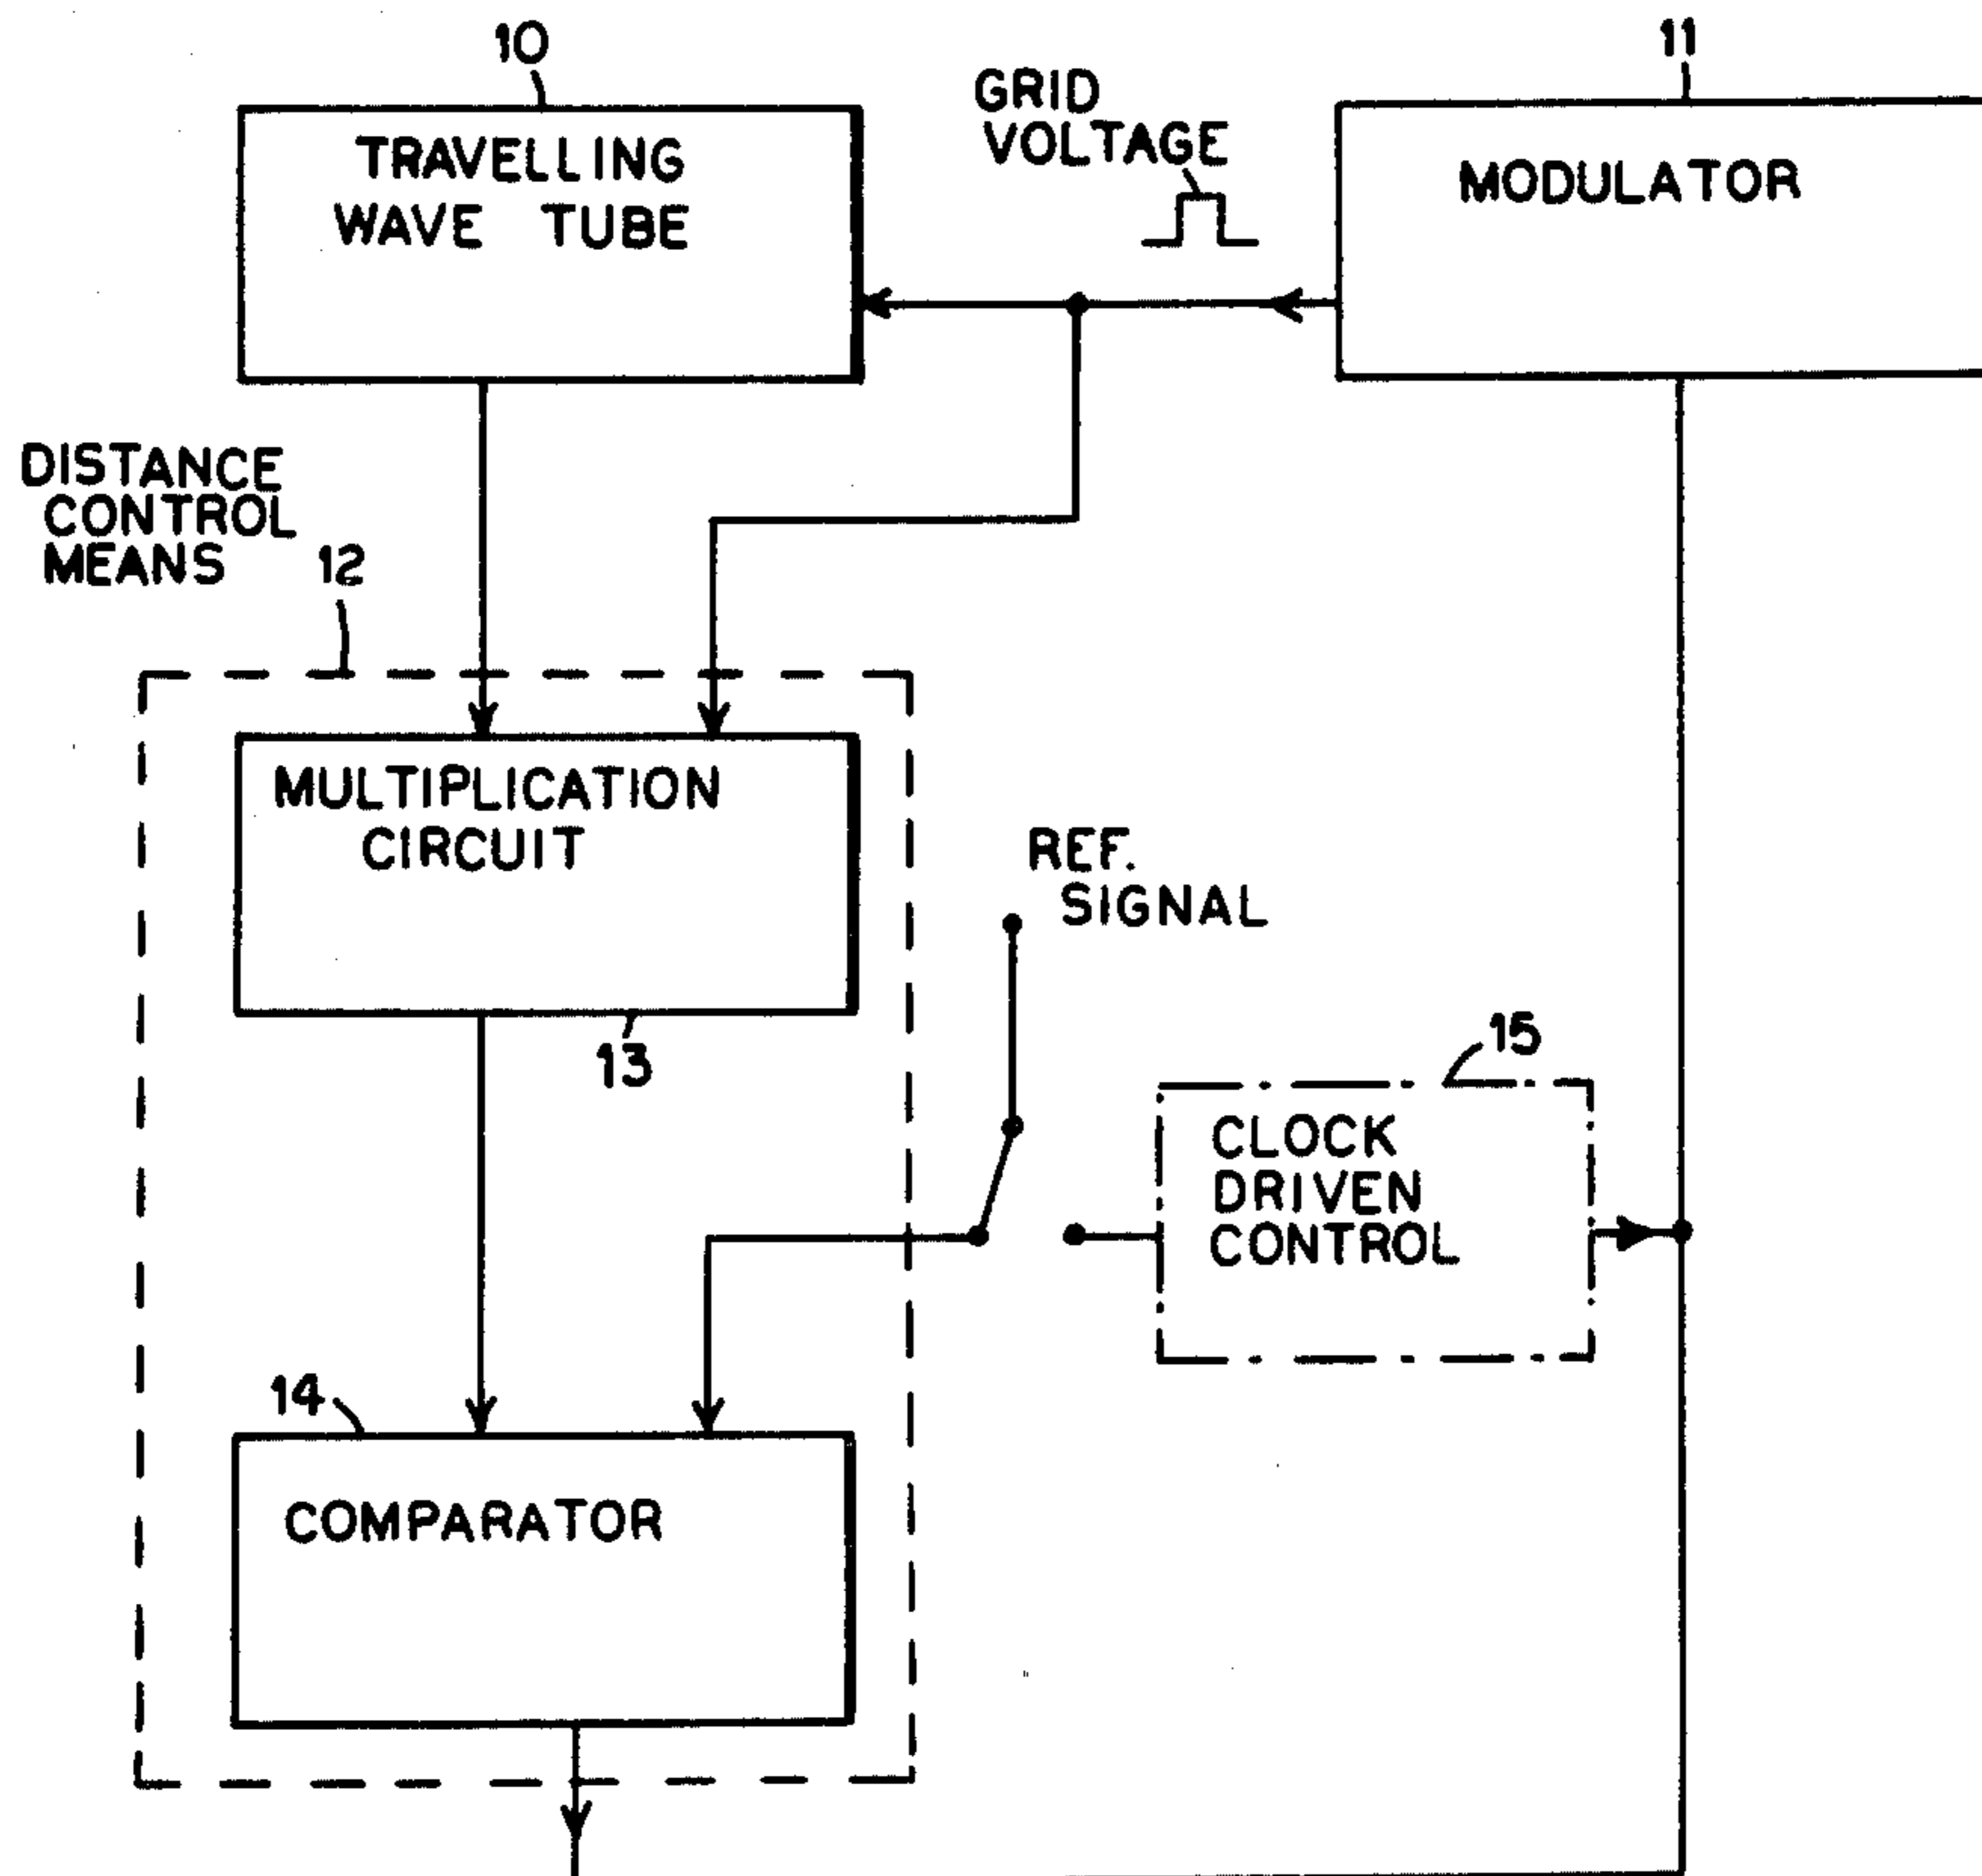 10
11
GRID
VOLTAGE
TRAVELLING
WAVE TUBE
MODULATOR
DISTANCE
CONTROL
MEANS
12
MULTIPLICATION
CIRCUIT
REF.
SIGNAL
13
15
CLOCK
DRIVEN
CONTROL
14
COMPARATOR